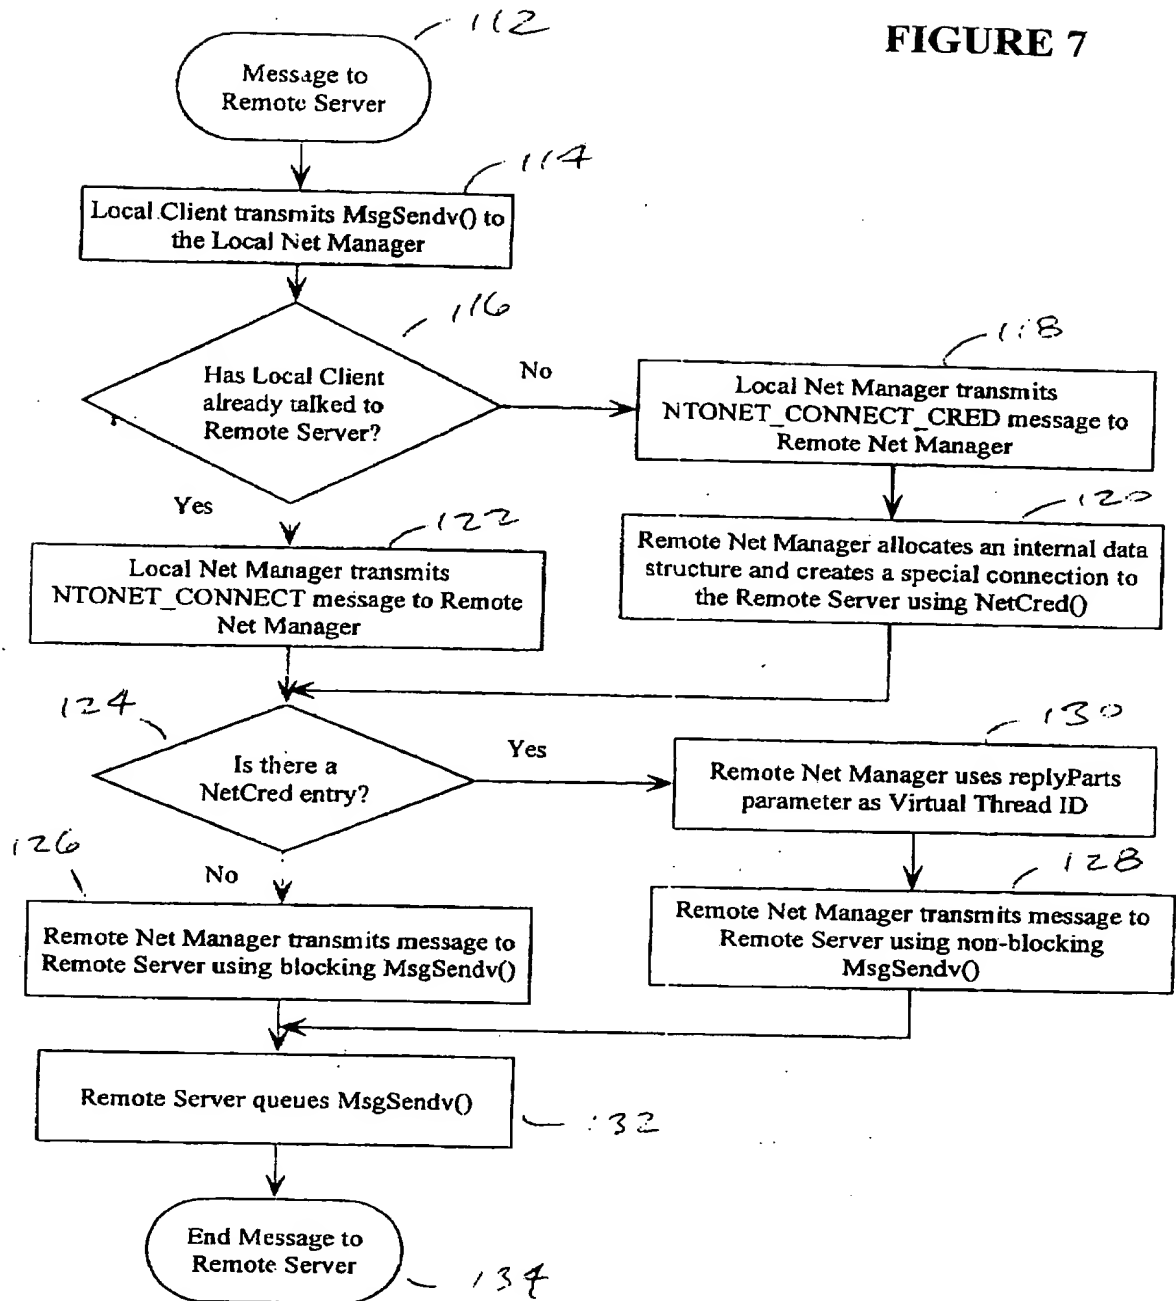 FIGURE 7
112
Message to
Remote Server
114
Local Client transmits MsgSendv() to
the Local Net Manager
116
Has Local Client
already talked to
Remote Server?
No
118
Local Net Manager transmits
NTONET_CONNECT_CRED message to
Remote Net Manager
Yes
120
Remote Net Manager allocates an internal data
structure and creates a special connection to
the Remote Server using NetCred()
122
Local Net Manager transmits
NTONET_CONNECT message to Remote
Net Manager
124
Is there a
NetCred entry?
Yes
130
Remote Net Manager uses replyParts
parameter as Virtual Thread ID
126
No
128
Remote Net Manager transmits message to
Remote Server using blocking MsgSendv()
Remote Net Manager transmits message to
Remote Server using non-blocking
MsgSendv()
Remote Server queues MsgSendv()
132
End Message to
Remote Server
134